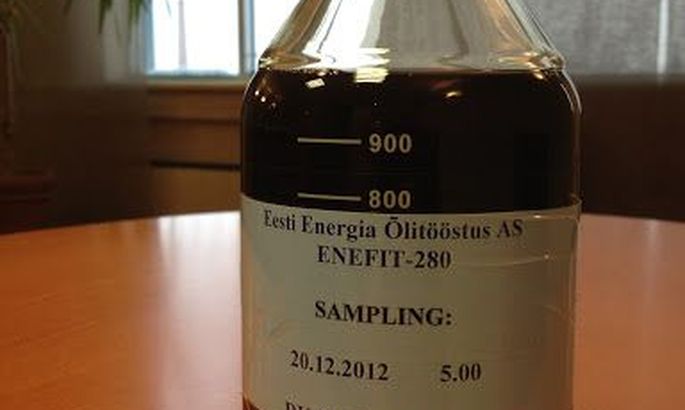 900
800
Eesti Energia Õlitööstus AS
ENEFIT-280
SAMPLING:
20.12.2012 5.00